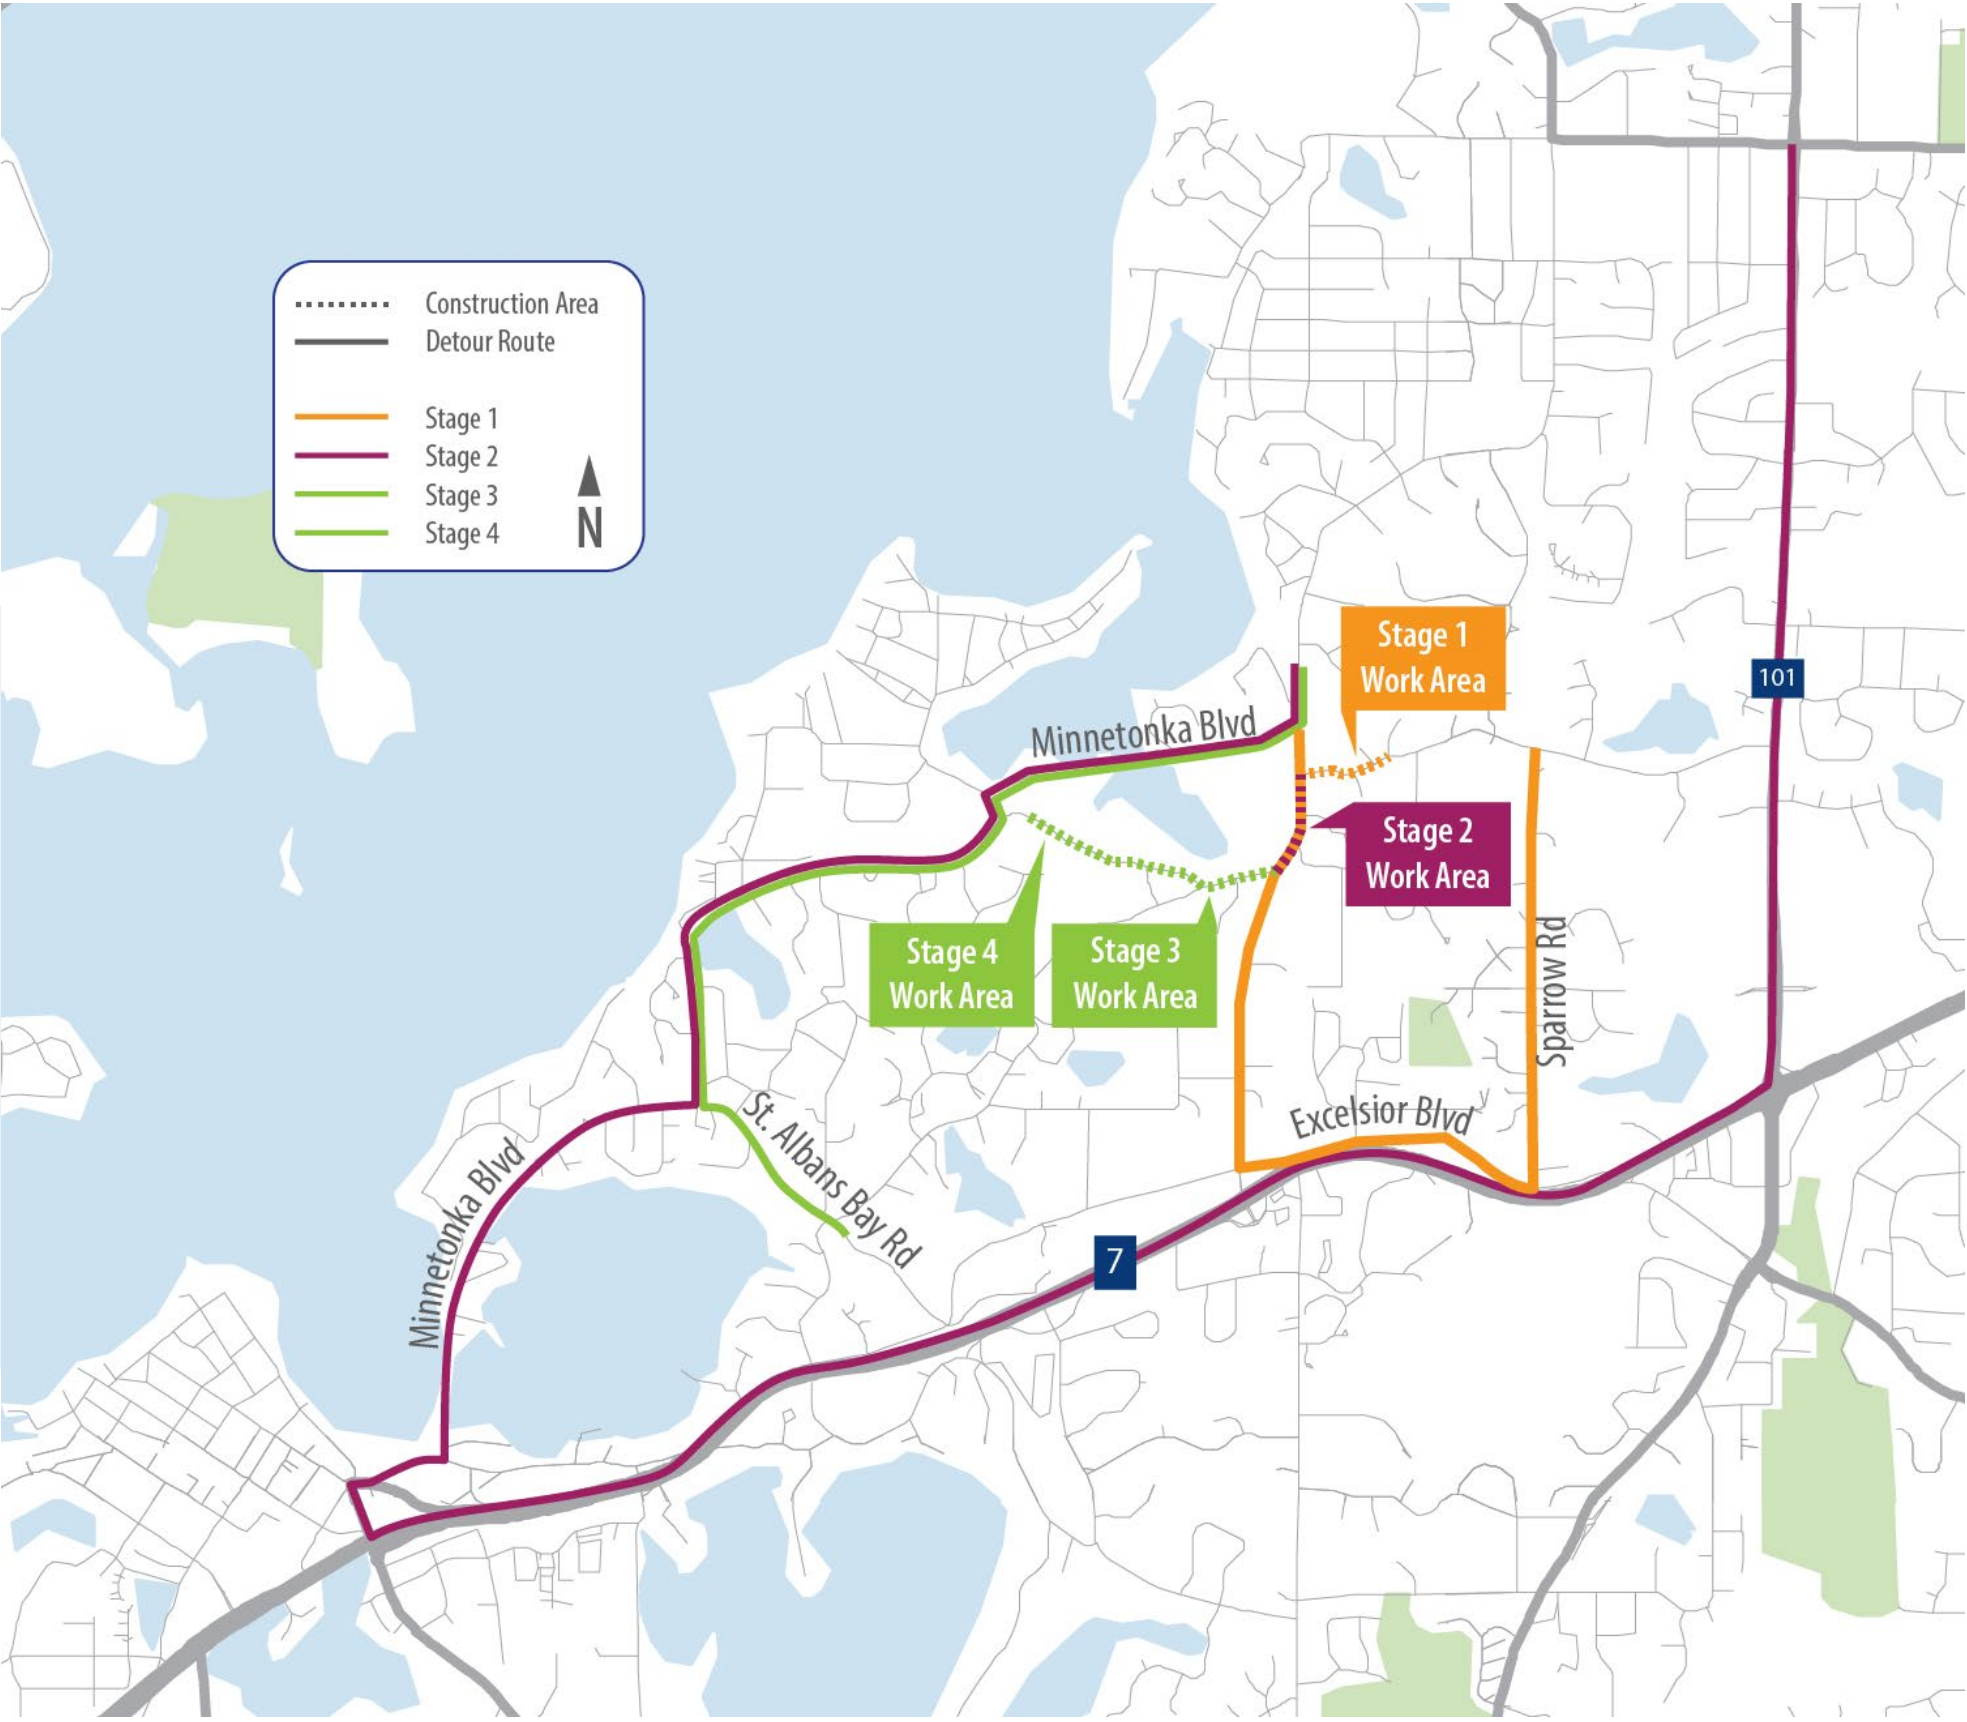 Construction Area
Detour Route
Stage 1
Stage 2
Stage 3
Stage 4
N
Stage 1
Work Area
101
Minnetonka Blvd
Stage 2
Work Area
Stage 4
Work Area
Stage 3
Work Area
Sparrow Rd
Excelsior Blvd
St. Albans Bay Rd
Minnetonka Blvd
7